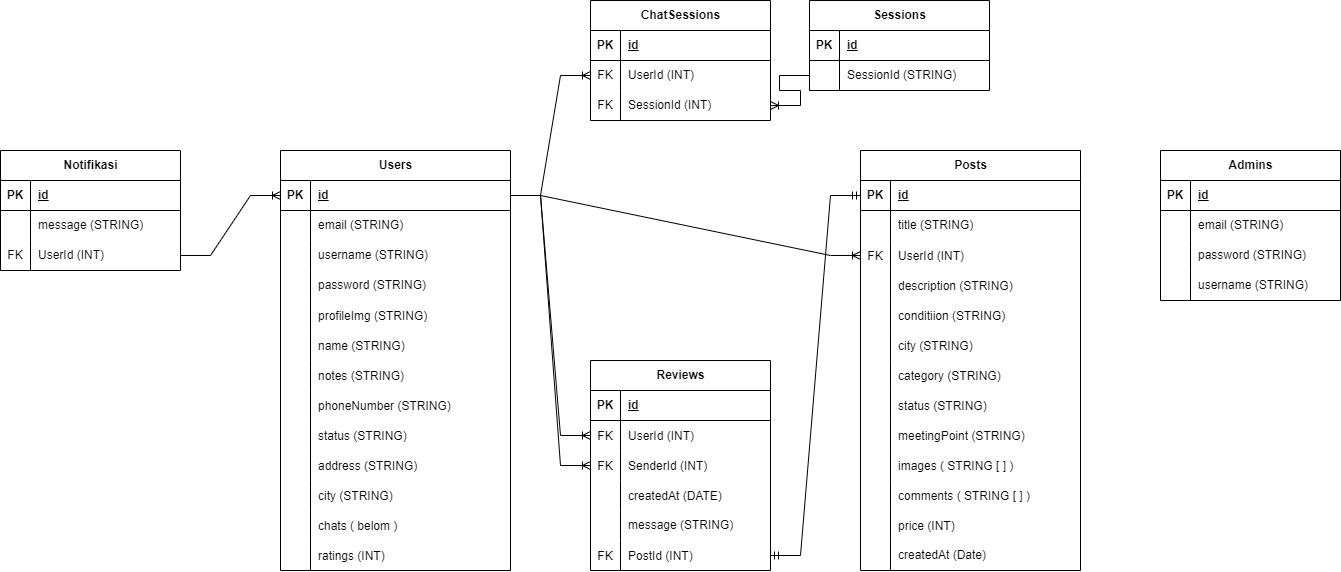 ChatSessions
PK id
FK UserId (INT)
FK SessionId (INT)
Sessions
PK id
SessionId (STRING)
Notifikasi
PK id
message (STRING)
FK UserId (INT)
Users
PK id
email (STRING)
username (STRING)
password (STRING)
profileImg (STRING)
name (STRING)
notes (STRING)
phoneNumber (STRING)
status (STRING)
address (STRING)
city (STRING)
chats ( belom )
ratings (INT)
Reviews
PK id
FK UserId (INT)
FK SenderId (INT)
createdAt (DATE)
message (STRING)
FK PostId (INT)
Posts
PK id
title (STRING)
FK UserId (INT)
description (STRING)
conditiion (STRING)
city (STRING)
category (STRING)
status (STRING)
meetingPoint (STRING)
images ( STRING [ ] )
comments ( STRING [ ] )
price (INT)
createdAt (Date)
Admins
PK id
email (STRING)
password (STRING)
username (STRING)